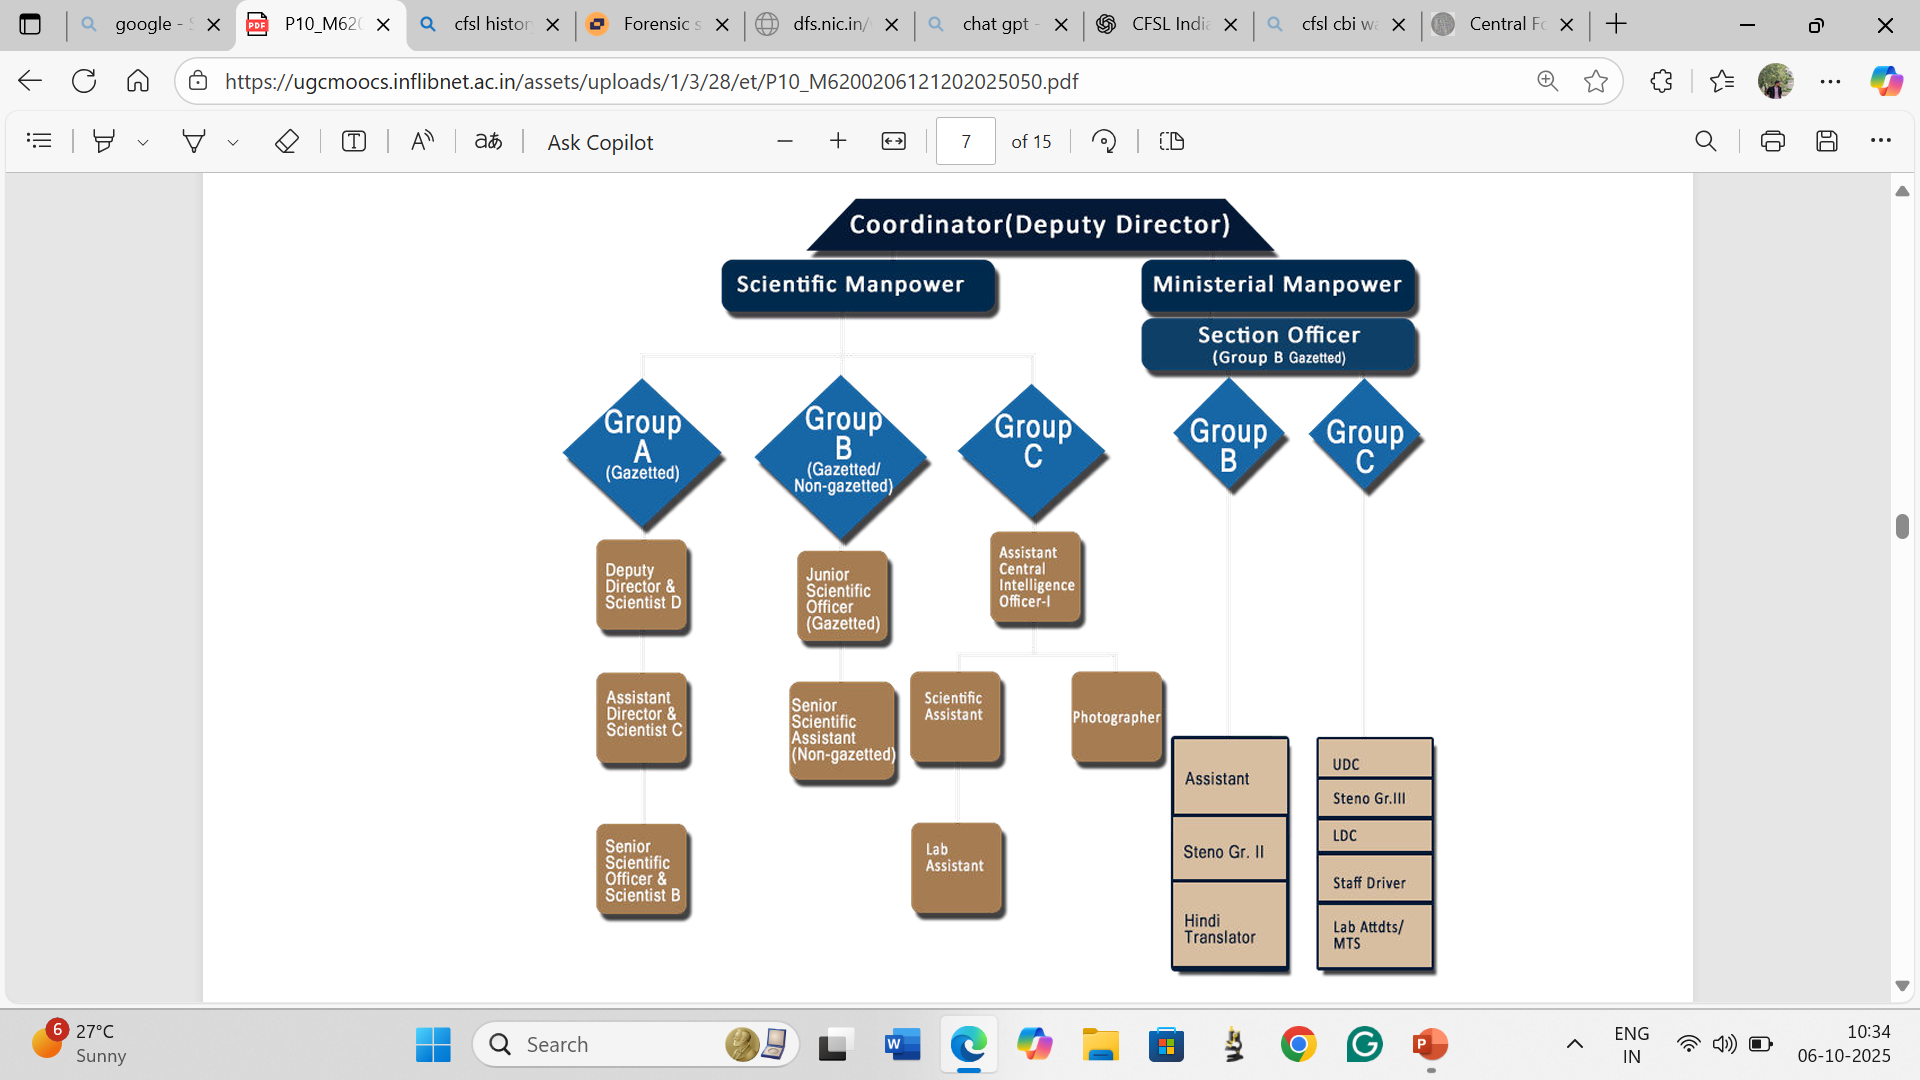 google - S
P10_M620
cfsl histor
Forensic s
dfs.nic.in/
chat gpt -
CFSL India
cfsl cbi wa
Central Fo
https://ugcmoocs.inflibnet.ac.in/assets/uploads/1/3/28/et/P10_M6200206121202025050.pdf
Ask Copilot
7 of 15
Coordinator(Deputy Director)
Scientific Manpower
Ministerial Manpower
Section Officer
(Group B Gazetted)
Group
A
(Gazetted)
Group
B
(Gazetted/
Non-gazetted)
Group
C
Group
B
Group
C
Deputy
Director &
Scientist D
Junior
Scientific
Officer
(Gazetted)
Assistant
Central
Intelligence
Officer-I
Assistant
Director &
Scientist C
Senior
Scientific
Assistant
(Non-gazetted)
Scientific
Assistant
Photographer
Senior
Scientific
Officer &
Scientist B
Lab
Assistant
Assistant
Steno Gr. II
Hindi
Translator
UDC
Steno Gr.III
LDC
Staff Driver
Lab Attdts/
MTS
6
27°C
Sunny
Search
ENG
IN
10:34
06-10-2025